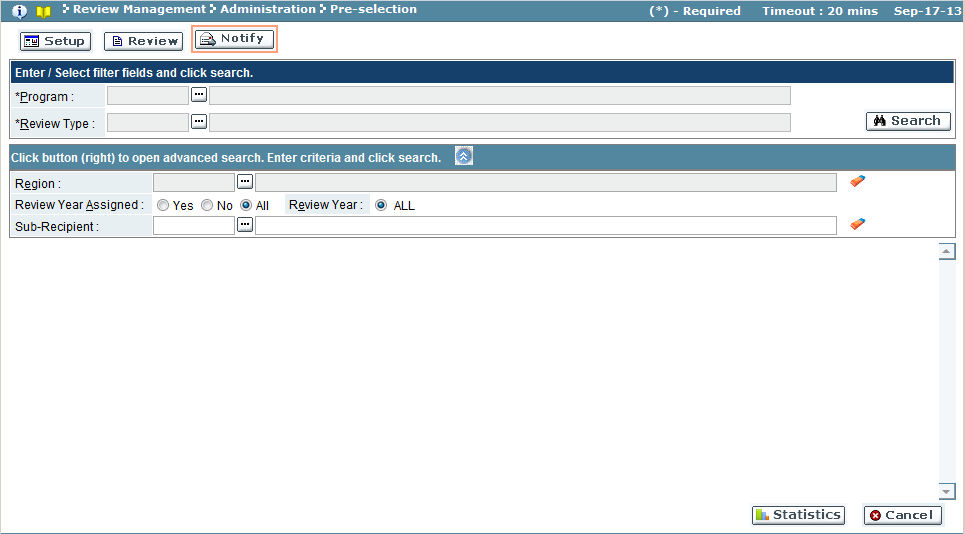 Review Management Administration Pre-selection (*) - Required Timeout : 20 mins Sep-17-13
Setup Review Notify
Enter / Select filter fields and click search.
*Program :
*Review Type : Search
Click button (right) to open advanced search. Enter criteria and click search.
Region :
Review Year Assigned : Yes No All Review Year : ALL
Sub-Recipient :
Statistics Cancel